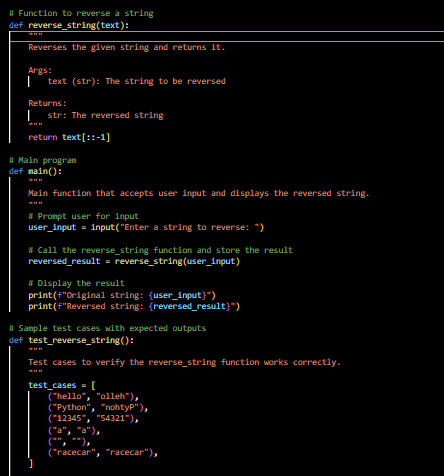 # Function to reverse a string
def reverse_string(text):
    """
    Reverses the given string and returns it.

    Args:
        text (str): The string to be reversed

    Returns:
        str: The reversed string
    """
    return text[::-1]

# Main program
def main():
    """
    Main function that accepts user input and displays the reversed string.
    """
    # Prompt user for input
    user_input = input("Enter a string to reverse: ")

    # Call the reverse_string function and store the result
    reversed_result = reverse_string(user_input)

    # Display the result
    print(f"Original string: {user_input}")
    print(f"Reversed string: {reversed_result}")

# Sample test cases with expected outputs
def test_reverse_string():
    """
    Test cases to verify the reverse_string function works correctly.
    """
    test_cases = [
        ("hello", "olleh"),
        ("Python", "nohtyP"),
        ("12345", "54321"),
        ("a", "a"),
        ("", ""),
        ("racecar", "racecar"),
    ]